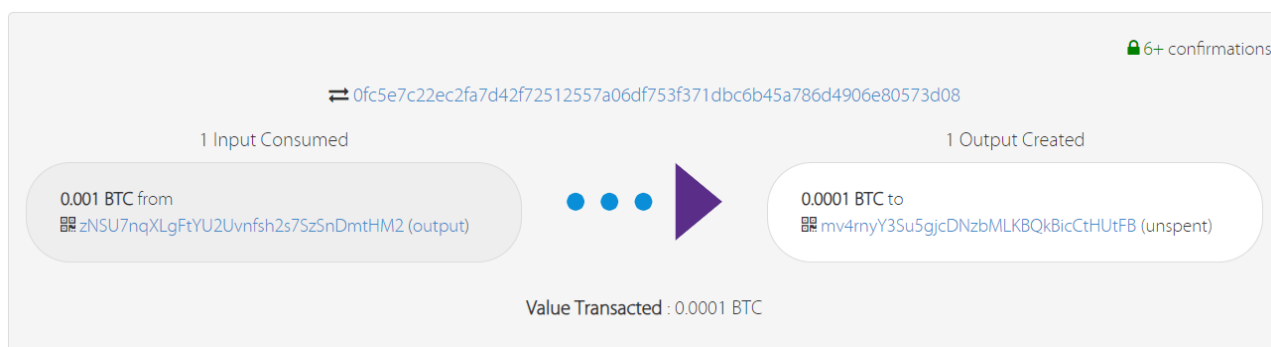 6+ confirmations
0fc5e7c22ec2fa7d42f72512557a06df753f371dbc6b45a786d4906e80573d08
1 Input Consumed
1 Output Created
0.001 BTC from
zNSU7nqXLgFtYU2Uvnfsh2s7SzSnDmtHM2 (output)
0.0001 BTC to
mv4rnyY3Su5gjcDNzbMLKBQkBicCtHUtFB (unspent)
Value Transacted : 0.0001 BTC